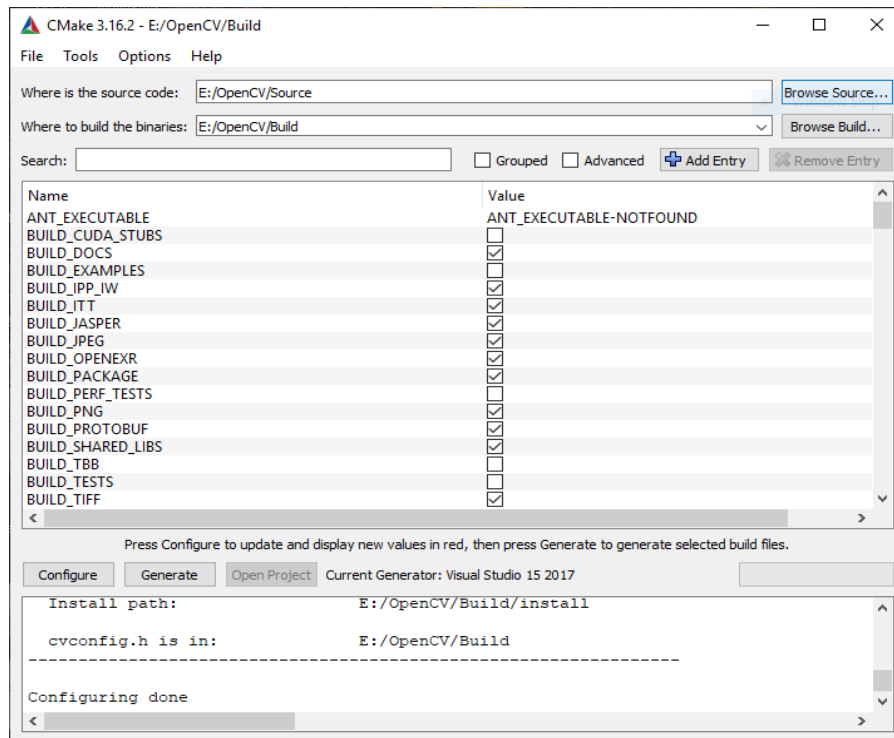 CMake 3.16.2 - E:/OpenCV/Build
File Tools Options Help
Where is the source code: E:/OpenCV/Source Browse Source...
Where to build the binaries: E:/OpenCV/Build Browse Build...
Search: Grouped Advanced Add Entry Remove Entry
Name Value
ANT_EXECUTABLE ANT_EXECUTABLE-NOTFOUND
BUILD_CUDA_STUBS
BUILD_DOCS
BUILD_EXAMPLES
BUILD_IPP_IW
BUILD_ITT
BUILD_JASPER
BUILD_JPEG
BUILD_OPENEXR
BUILD_PACKAGE
BUILD_PERF_TESTS
BUILD_PNG
BUILD_PROTOBUF
BUILD_SHARED_LIBS
BUILD_TBB
BUILD_TESTS
BUILD_TIFF
Press Configure to update and display new values in red, then press Generate to generate selected build files.
Configure Generate Open Project Current Generator: Visual Studio 15 2017
Install path: E:/OpenCV/Build/install
cvconfig.h is in: E:/OpenCV/Build
-----------------------------------------------------------------
Configuring done